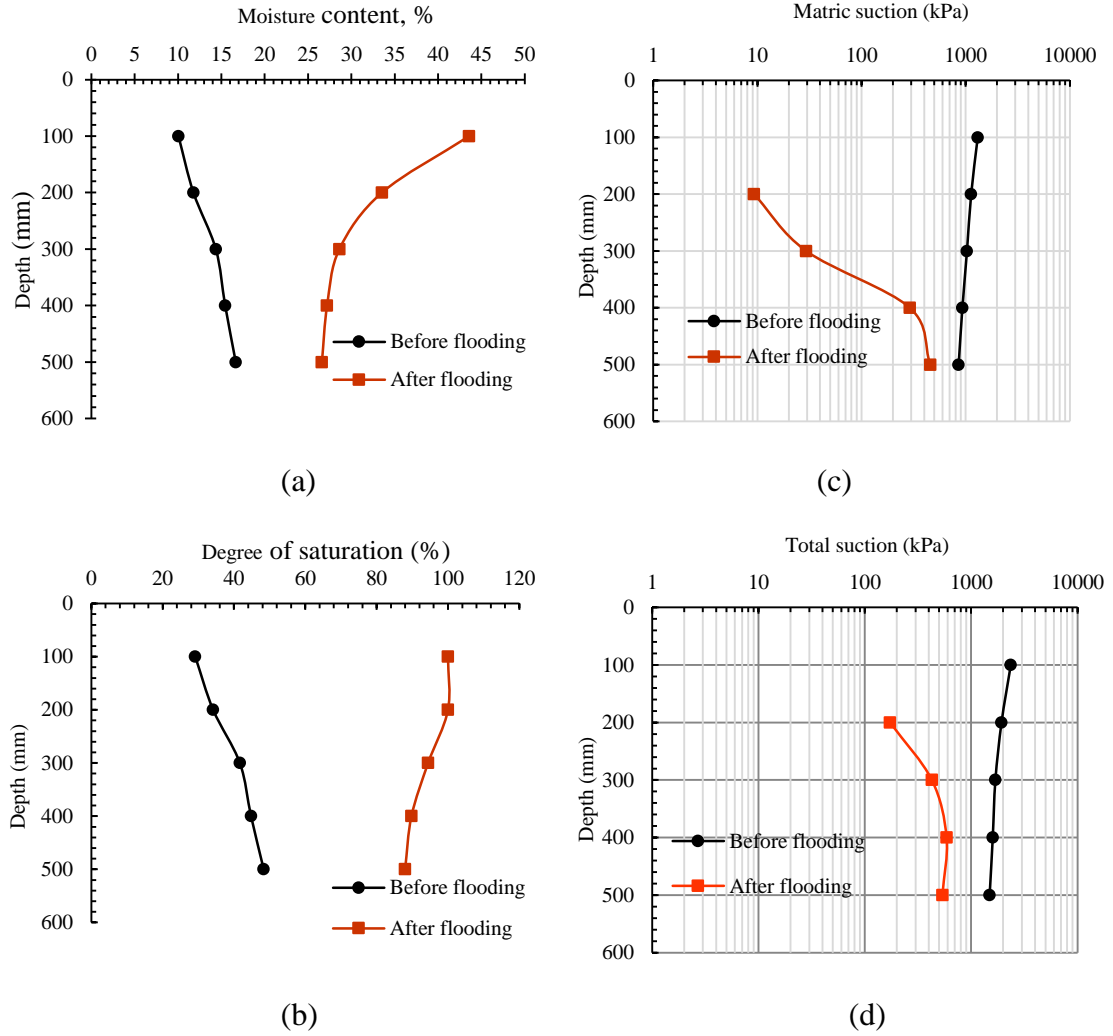 Moisture content, %
0 5 10 15 20 25 30 35 40 45 50
0
100
200
300
400
500
600
Depth (mm)
Before flooding
After flooding
(a)
Matric suction (kPa)
1 10 100 1000 10000
0
100
200
300
400
500
600
Depth (mm)
Before flooding
After flooding
(c)
Degree of saturation (%)
0 20 40 60 80 100 120
0
100
200
300
400
500
600
Depth (mm)
Before flooding
After flooding
(b)
Total suction (kPa)
1 10 100 1000 10000
0
100
200
300
400
500
600
Depth (mm)
Before flooding
After flooding
(d)